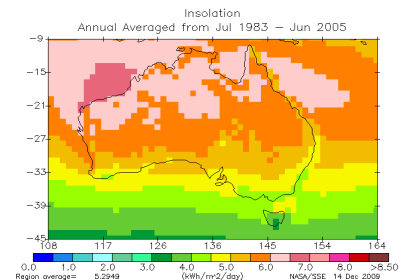 Insolation
Annual Averaged from Jul 1983 – Jun 2005
-9
-15
-21
-27
-33
-39
-45
108 117 126 136 145 154 164
0.0 1.0 2.0 3.0 4.0 5.0 6.0 7.0 8.0 >8.50
Region average= 5.2949 (kWh/m^2/day) NASA/SSE 14 Dec 2009